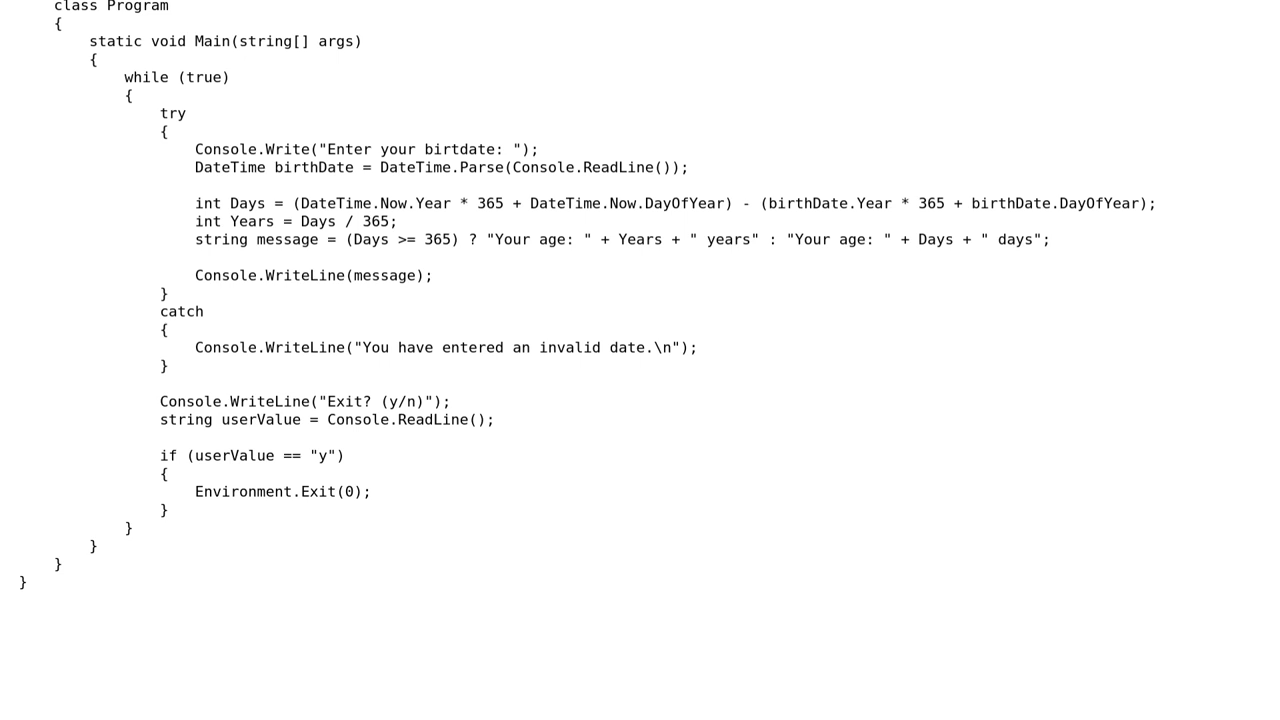 class Program
{
static void Main(string[] args)
{
while (true)
{
try
{
Console.Write("Enter your birtdate: ");
DateTime birthDate = DateTime.Parse(Console.ReadLine());
int Days = (DateTime.Now.Year * 365 + DateTime.Now.DayOfYear) - (birthDate.Year * 365 + birthDate.DayOfYear);
int Years = Days / 365;
string message = (Days >= 365) ? "Your age: " + Years + " years" : "Your age: " + Days + " days";
Console.WriteLine(message);
}
catch
{
Console.WriteLine("You have entered an invalid date.\n");
}
Console.WriteLine("Exit? (y/n)");
string userValue = Console.ReadLine();
if (userValue == "y")
{
Environment.Exit(0);
}
}
}
}
}